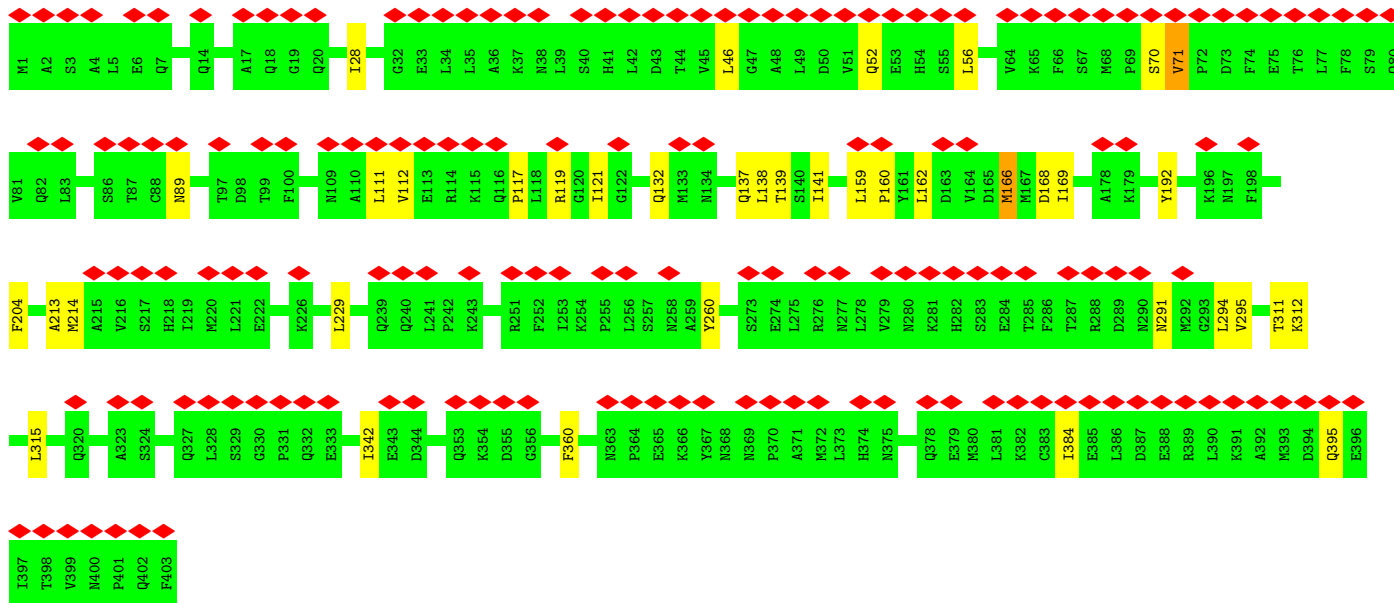 M1 A2 S3 A4 L5 E6 Q7 Q14 A17 Q18 G19 Q20 I28 G32 E33 L34 L35 A36 K37 N38 L39 S40 H41 L42 D43 T44 V45 L46 G47 A48 L49 D50 V51 Q52 E53 H54 S55 L56 V64 K65 F66 S67 M68 P69 S70 V71 P72 D73 F74 E75 T76 L77 F78 S79
V81 Q82 L83 S86 T87 C88 N89 T97 D98 T99 F100 N109 A110 L111 V112 E113 R114 K115 Q116 P117 L118 R119 G120 I121 G122 Q132 M133 N134 Q137 L138 T139 S140 I141 L159 P160 Y161 L162 D163 V164 D165 M166 M167 D168 I169 A178 K179 Y192 K196 N197 F198
F204 A213 M214 A215 V216 S217 H218 I219 M220 L221 E222 K226 L229 Q239 Q240 L241 P242 K243 R251 F252 I253 K254 P255 L256 S257 N258 A259 Y260 S273 E274 L275 R276 N277 L278 V279 N280 K281 H282 S283 E284 T285 F286 T287 R288 D289 N290 N291 M292 G293 L294 V295 T311 K312
L315 Q320 A323 S324 Q327 L328 S329 G330 P331 Q332 E333 I342 E343 D344 Q353 K354 D355 G356 F360 N363 P364 E365 K366 Y367 N368 N369 P370 A371 M372 L373 H374 N375 Q378 E379 M380 L381 K382 C383 I384 E385 L386 D387 E388 R389 L390 K391 A392 M393 D394 Q395 E396
I397 T398 V399 N400 P401 Q402 F403